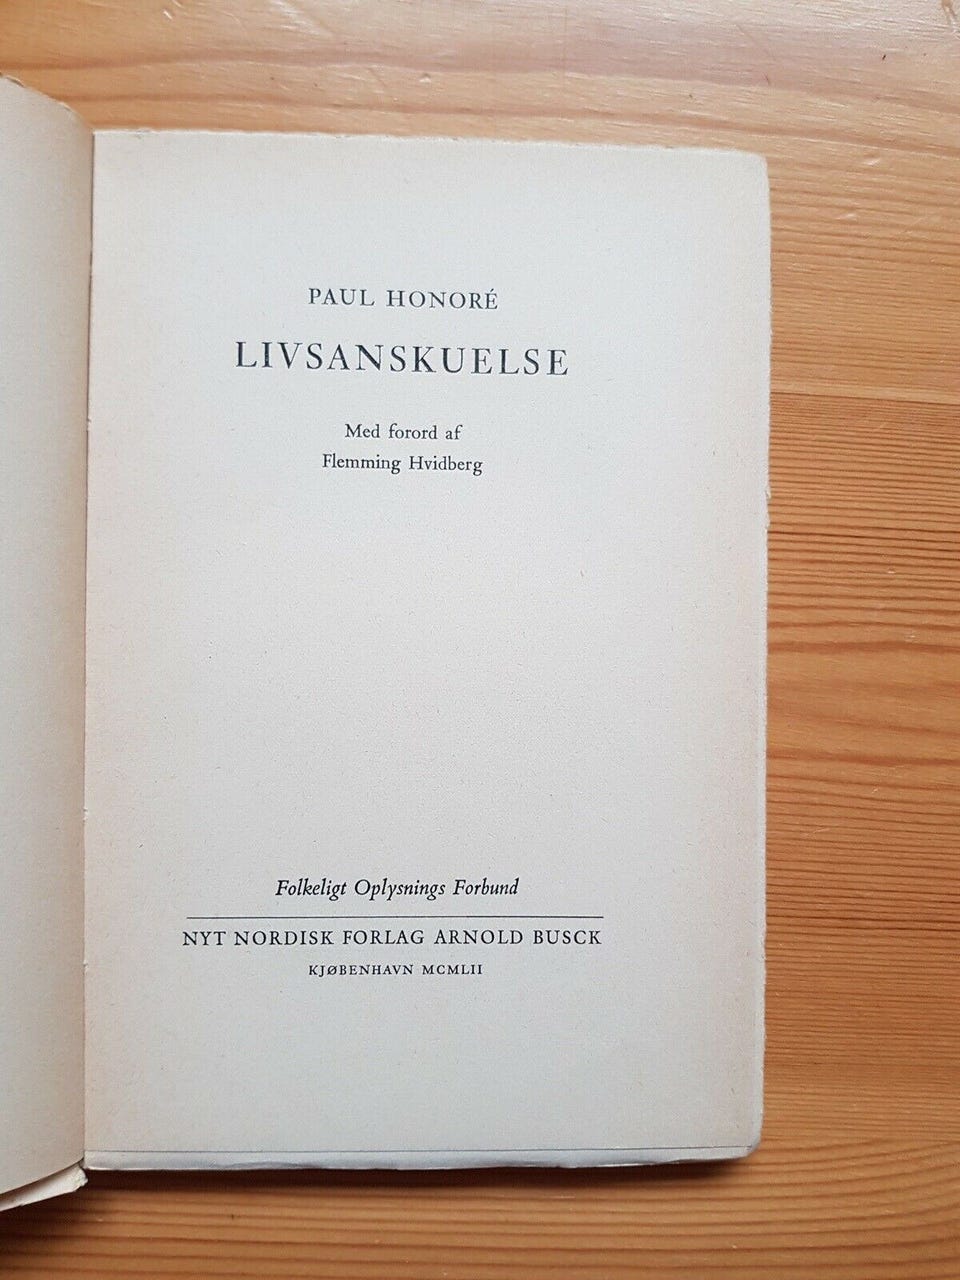 PAUL HONORÉ
LIVSANSKUELSE
Med forord af
Flemming Hvidberg
Folkeligt Oplysnings Forbund
NYT NORDISK FORLAG ARNOLD BUSCK
KJØBENHAVN MCMLII